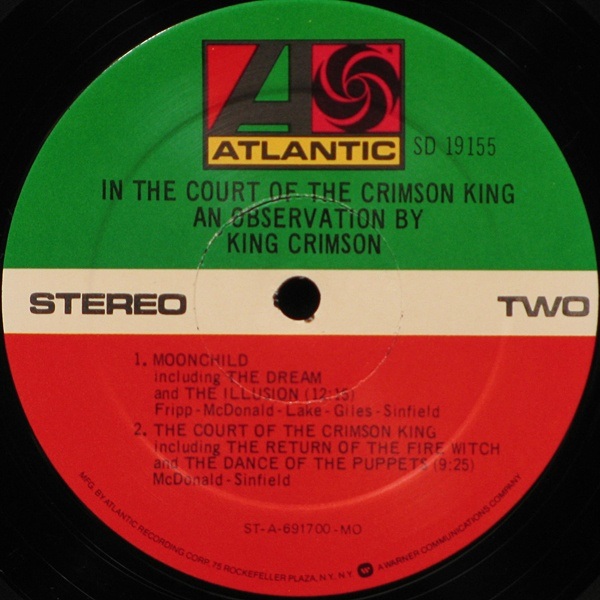 ATLANTIC
SD 19155
IN THE COURT OF THE CRIMSON KING
AN OBSERVATION BY
KING CRIMSON
STEREO
TWO
1. MOONCHILD
including THE DREAM
and THE ILLUSION (12:15)
Fripp - McDonald - Lake - Giles - Sinfield
2. THE COURT OF THE CRIMSON KING
including THE RETURN OF THE FIRE WITCH
and THE DANCE OF THE PUPPETS (9:25)
McDonald - Sinfield
ST-A-691700-MO
MFG. BY ATLANTIC RECORDING CORP. 75 ROCKEFELLER PLAZA, N.Y., N.Y. A WARNER COMMUNICATIONS COMPANY